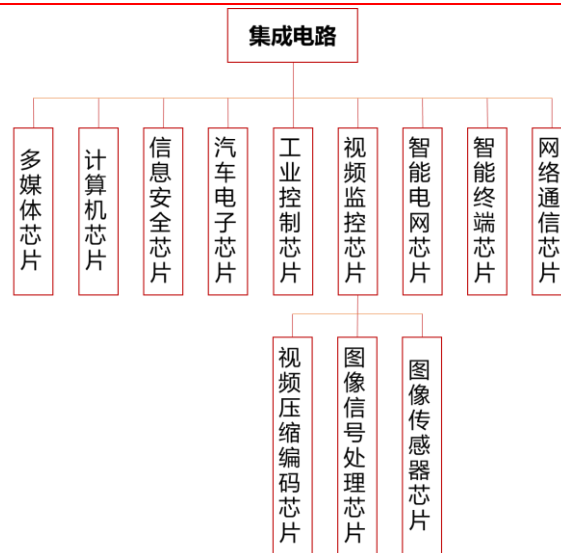 集成电路
多媒体芯片
计算机芯片
信息安全芯片
汽车电子芯片
工业控制芯片
视频监控芯片
智能电网芯片
智能终端芯片
网络通信芯片
视频压缩编码芯片
图像信号处理芯片
图像传感器芯片